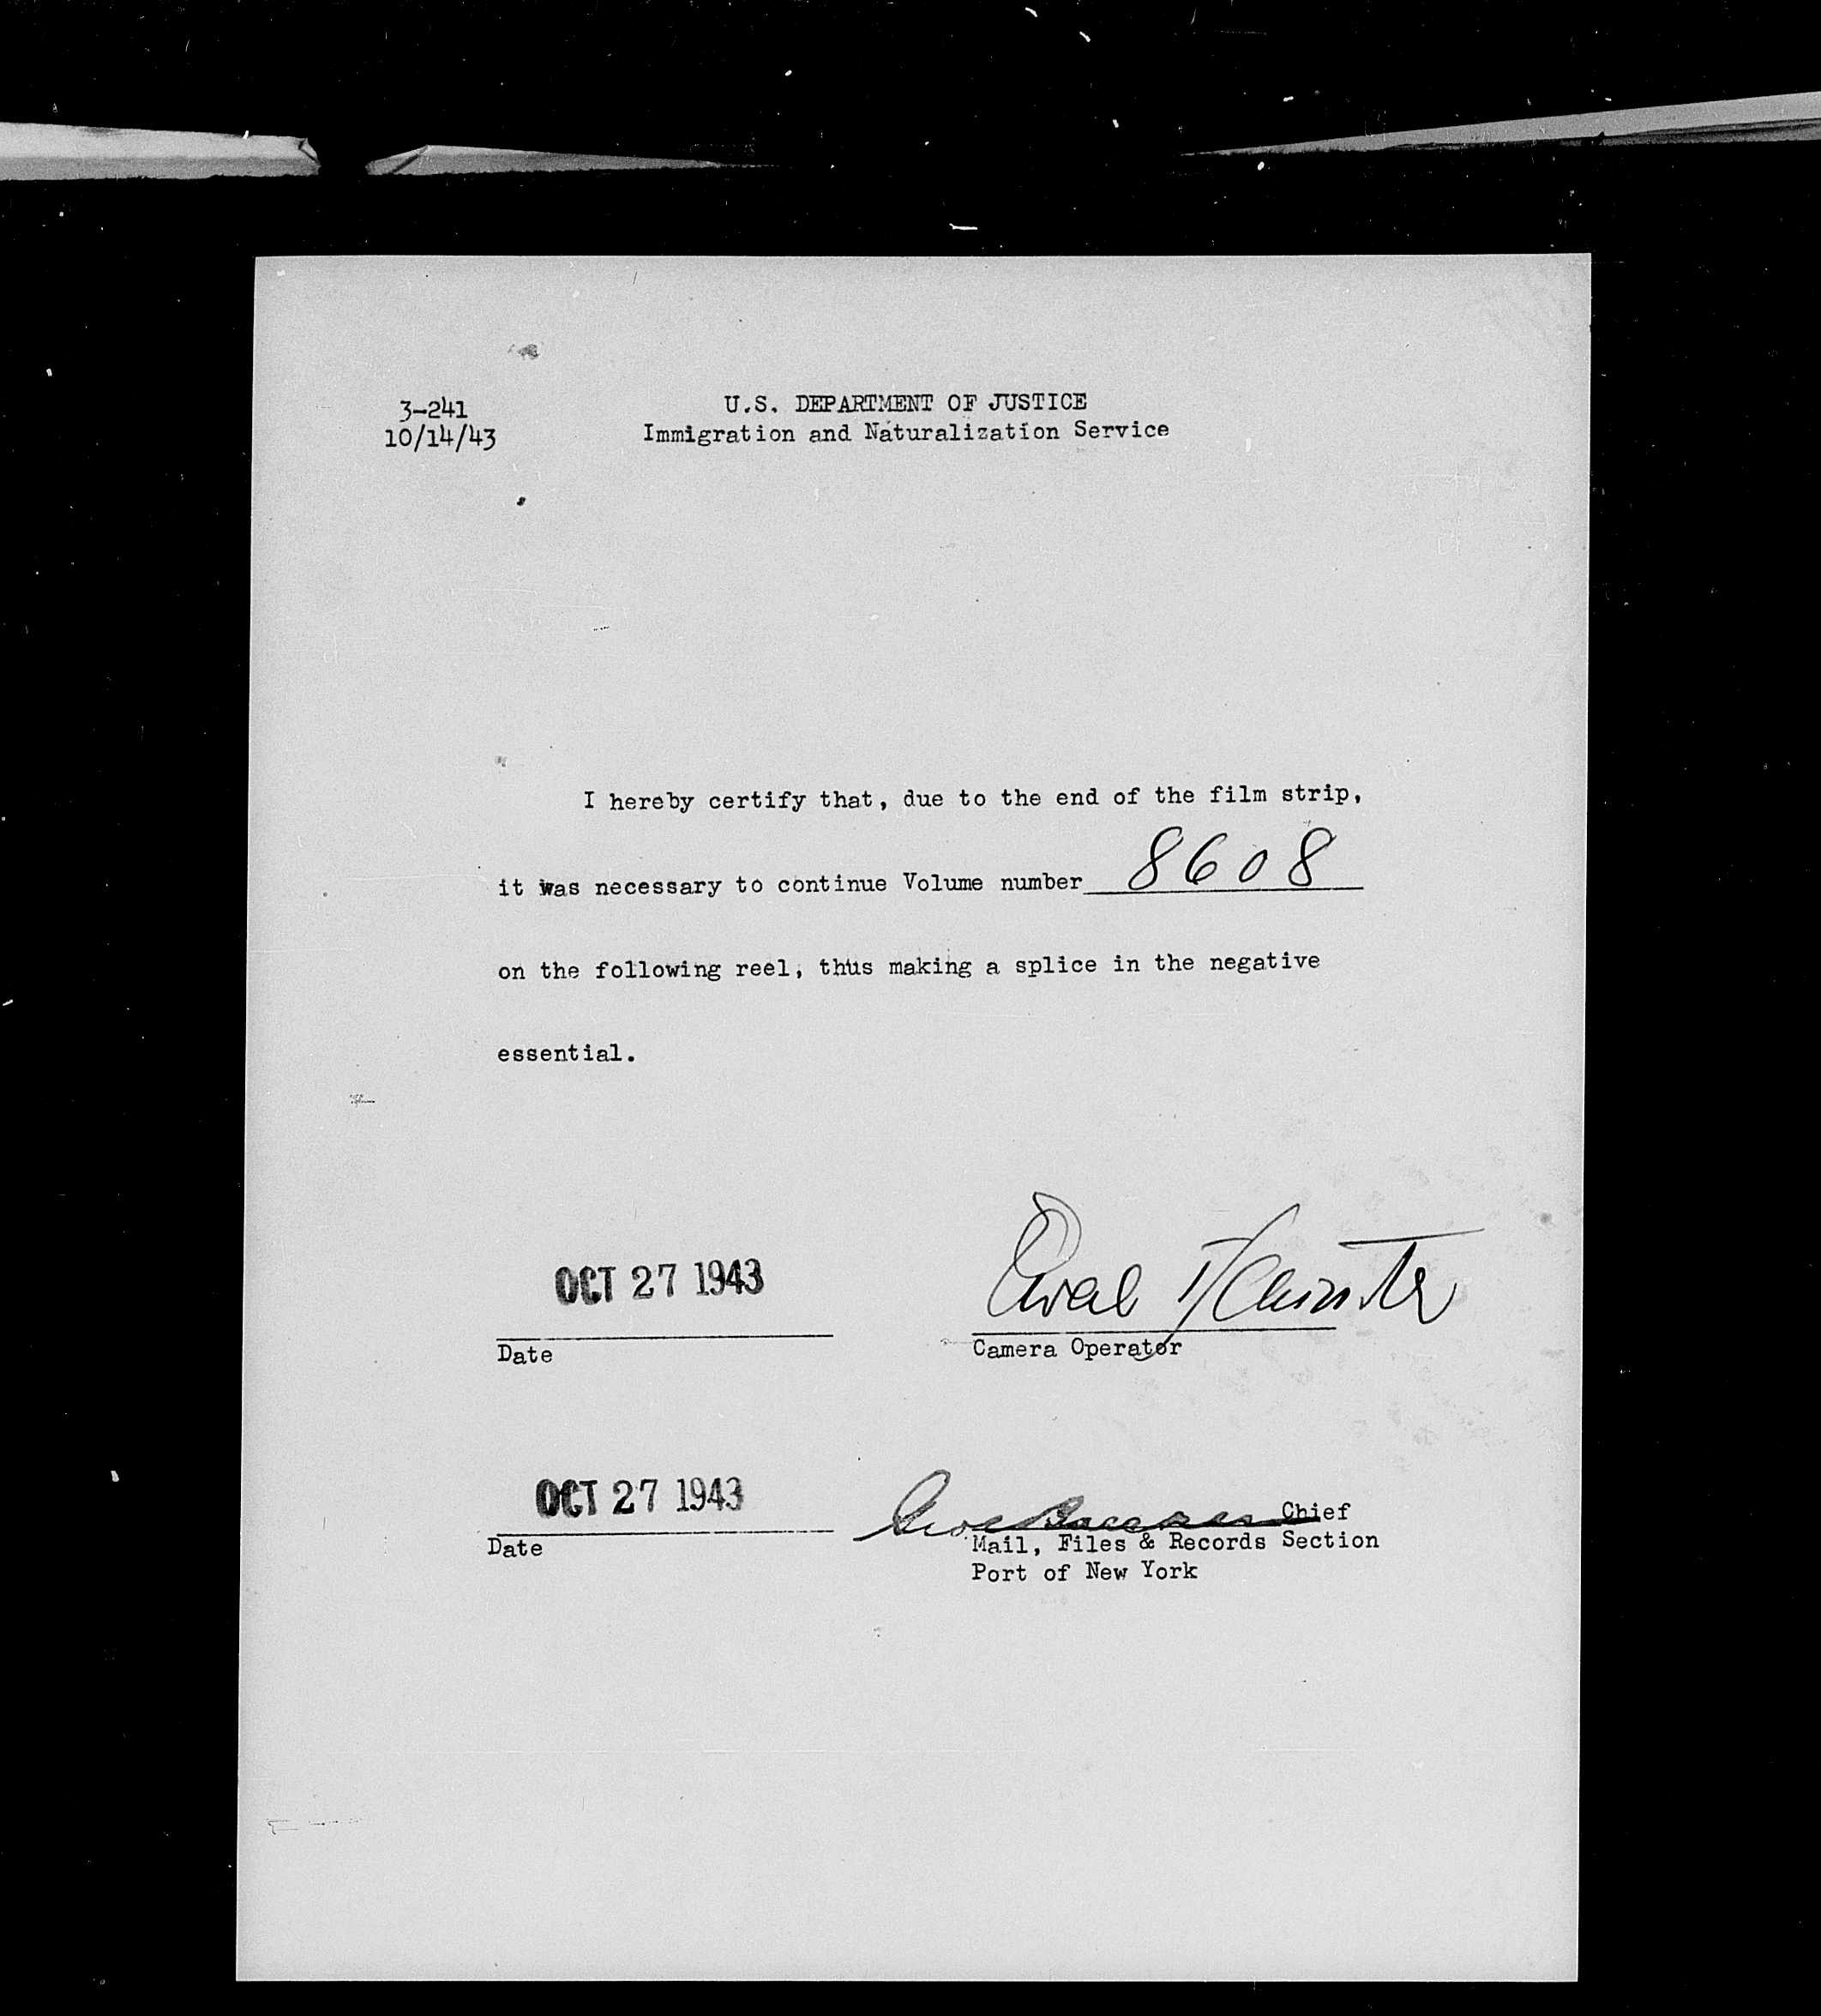 3-241
10/14/43
U.S. DEPARTMENT OF JUSTICE
Immigration and Naturalization Service
I hereby certify that, due to the end of the film strip,
it was necessary to continue Volume number 8608
on the following reel, thus making a splice in the negative
essential.
OCT 27 1943
Date
Camera Operator
OCT 27 1943
Date
Chief
Mail, Files & Records Section
Port of New York